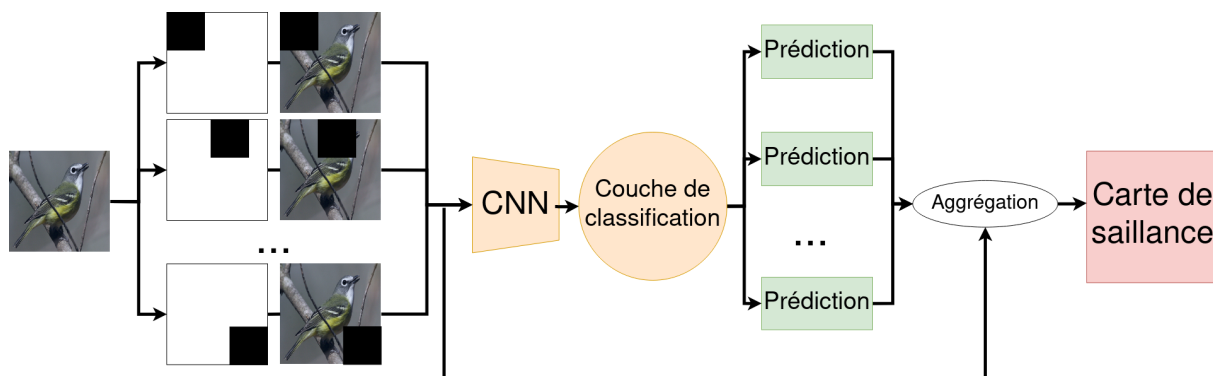 Prédiction
Prédiction
CNN
Couche de
classification
...
...
Prédiction
Aggrégation
Carte de
saillance